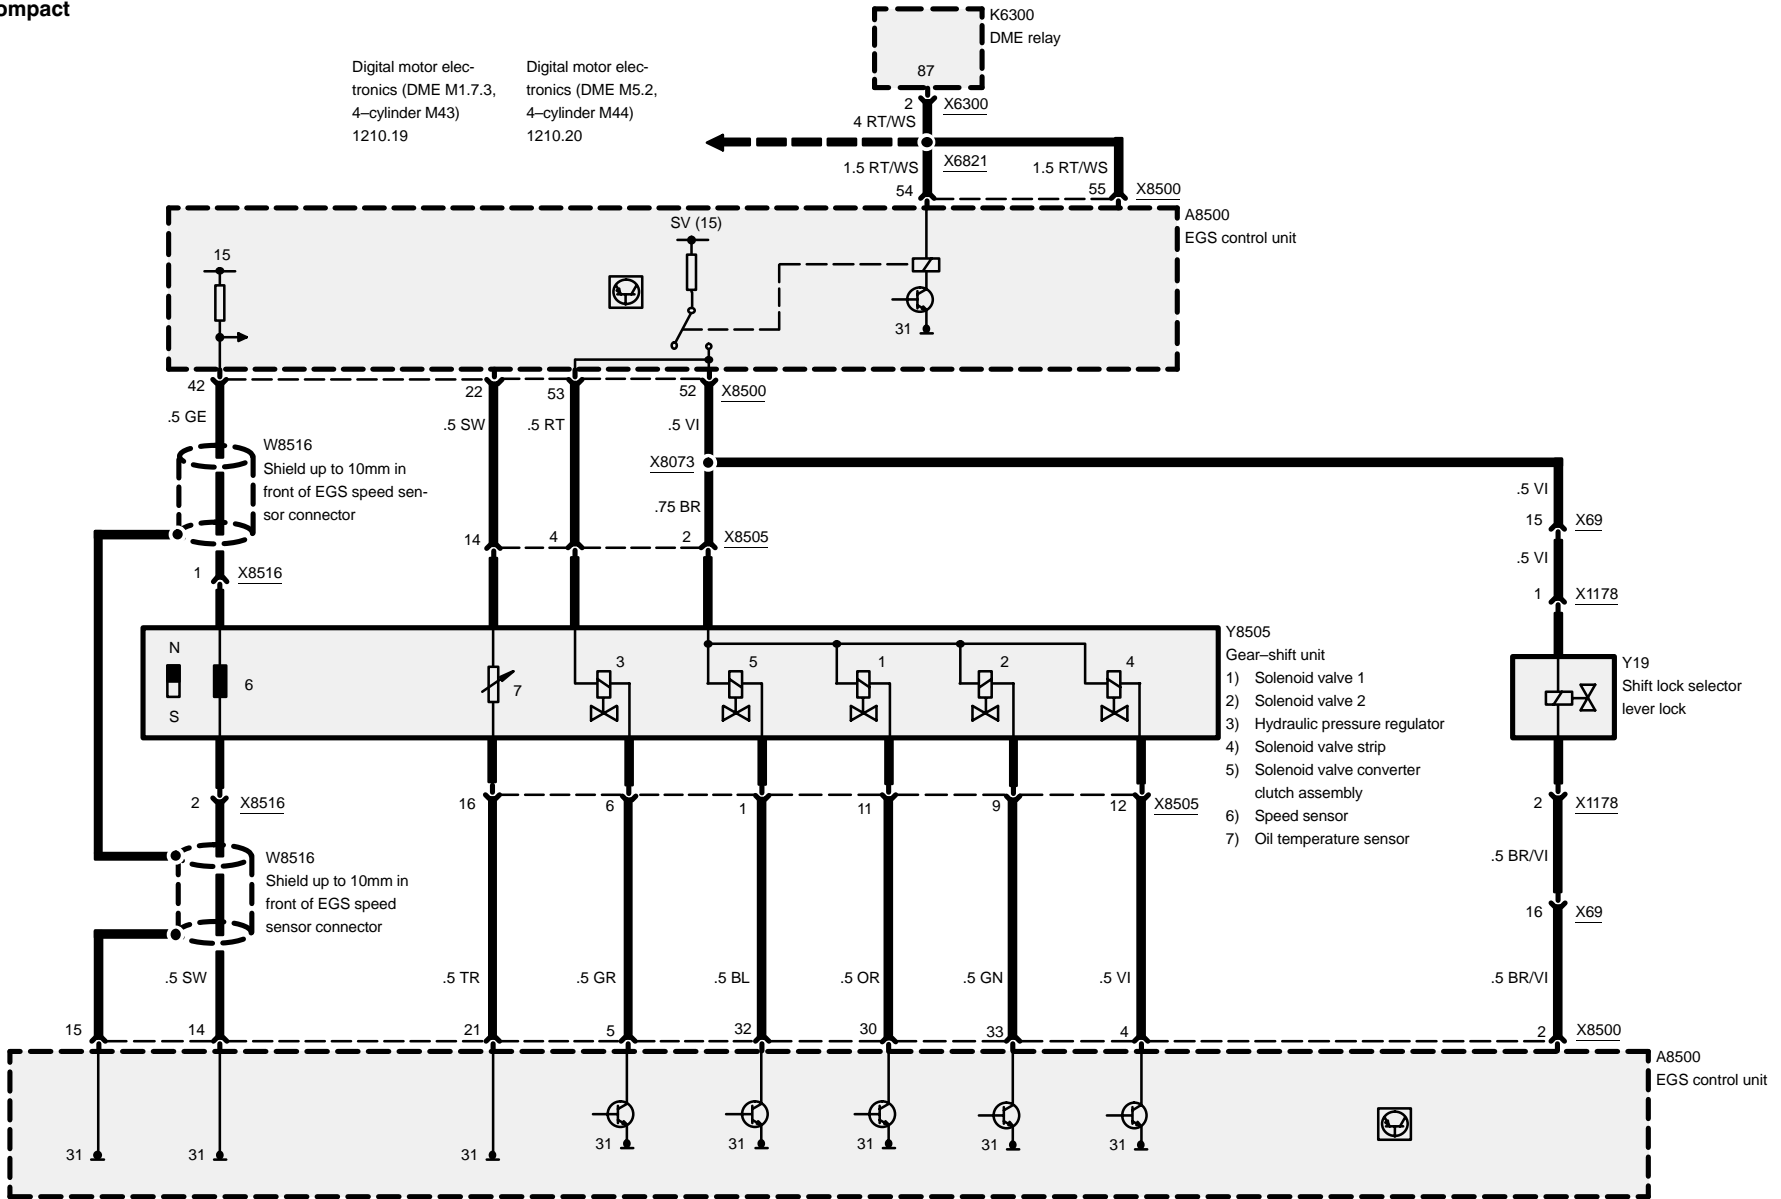 ompact
K6300
DME relay
87
Digital motor elec-
tronics (DME M1.7.3,
4–cylinder M43)
1210.19
Digital motor elec-
tronics (DME M5.2,
4–cylinder M44)
1210.20
2
X6300
4 RT/WS
X6821
1.5 RT/WS
1.5 RT/WS
54
55
X8500
A8500
EGS control unit
SV (15)
15
31
42
22
53
52
X8500
.5 GE
.5 SW
.5 RT
.5 VI
W8516
Shield up to 10mm in
front of EGS speed sen-
sor connector
X8073
.75 BR
.5 VI
15
X69
14
4
2
X8505
.5 VI
1
X8516
1
X1178
N
S
6
7
3
5
1
2
4
Y8505
Gear–shift unit
1) Solenoid valve 1
2) Solenoid valve 2
3) Hydraulic pressure regulator
4) Solenoid valve strip
5) Solenoid valve converter
clutch assembly
6) Speed sensor
7) Oil temperature sensor
Y19
Shift lock selector
lever lock
2
X8516
16
6
1
11
9
12
X8505
2
X1178
W8516
Shield up to 10mm in
front of EGS speed
sensor connector
.5 BR/VI
16
X69
.5 SW
.5 TR
.5 GR
.5 BL
.5 OR
.5 GN
.5 VI
.5 BR/VI
15
14
21
5
32
30
33
4
2
X8500
A8500
EGS control unit
31
31
31
31
31
31
31
31